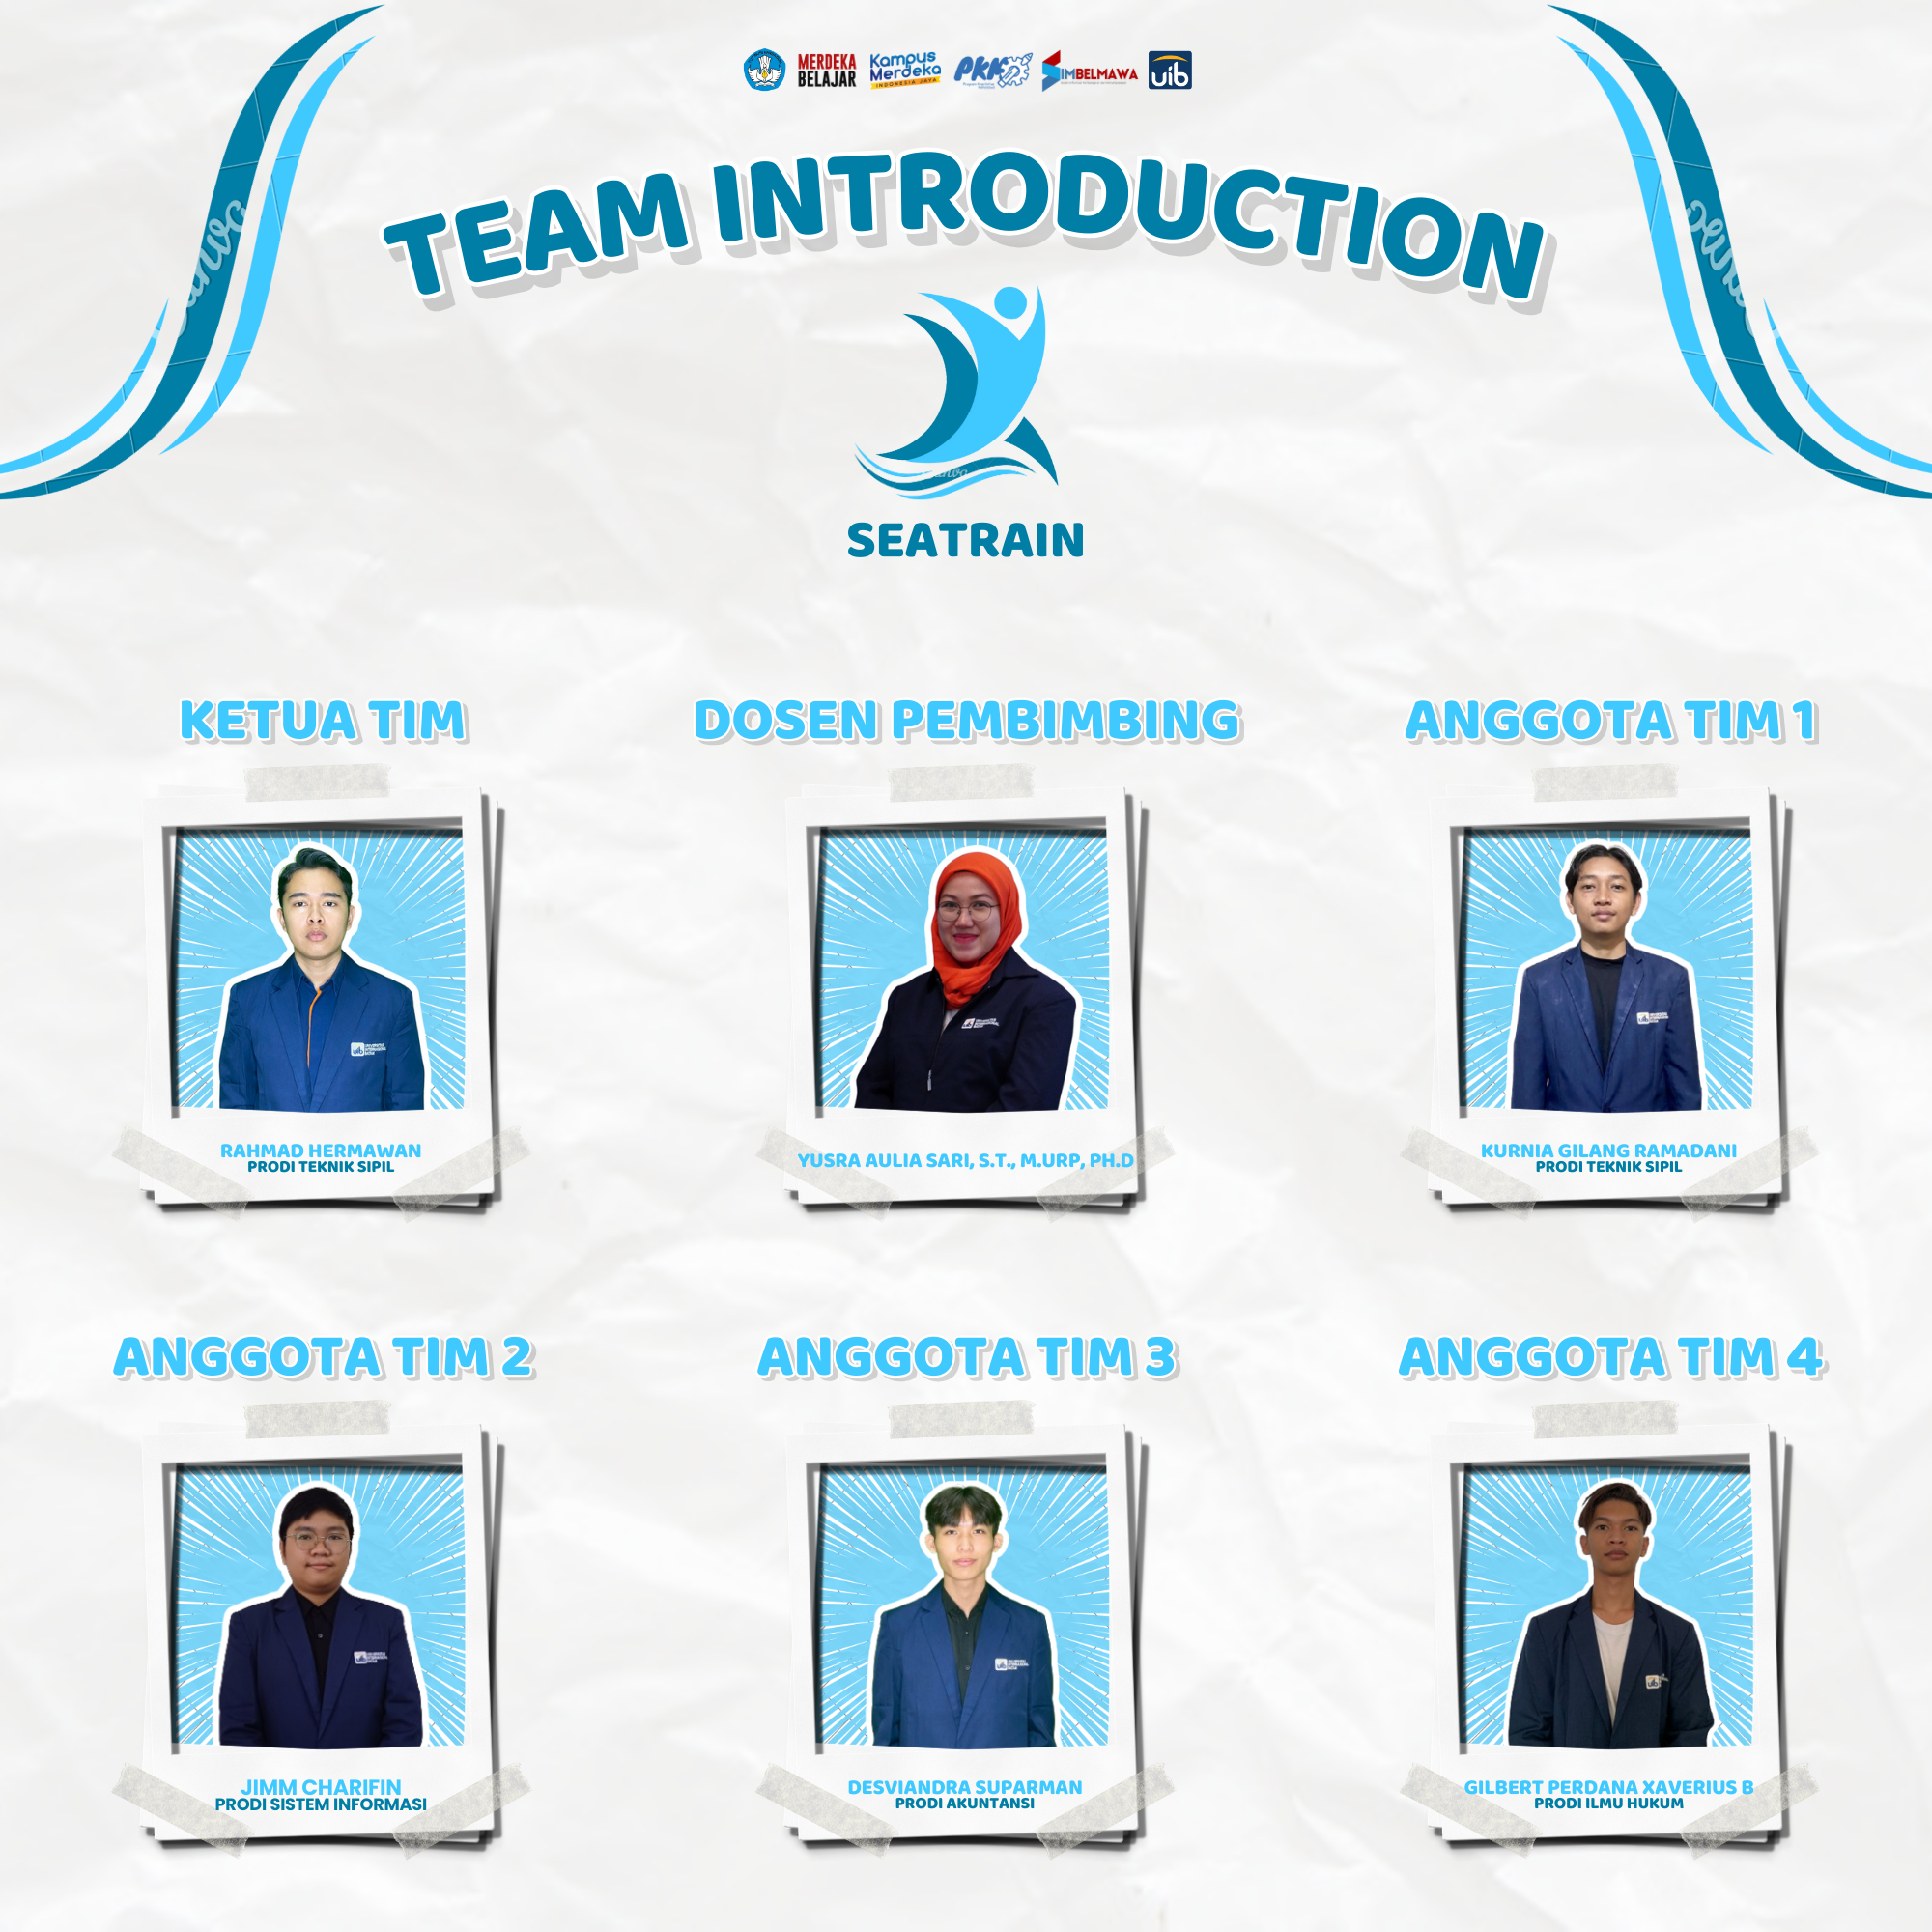 MERDEKA
BELAJAR
Kampus
Merdeka
INDONESIA JAYA
PKM
SIMBELMAWA
uib
TEAM INTRODUCTION
SEATRAIN
KETUA TIM
DOSEN PEMBIMBING
ANGGOTA TIM 1
RAHMAD HERMAWAN
PRODI TEKNIK SIPIL
YUSRA AULIA SARI, S.T., M.URP, PH.D
KURNIA GILANG RAMADANI
PRODI TEKNIK SIPIL
ANGGOTA TIM 2
ANGGOTA TIM 3
ANGGOTA TIM 4
JIMM CHARIFIN
PRODI SISTEM INFORMASI
DESVIANDRA SUPARMAN
PRODI AKUNTANSI
GILBERT PERDANA XAVERIUS B
PRODI ILMU HUKUM